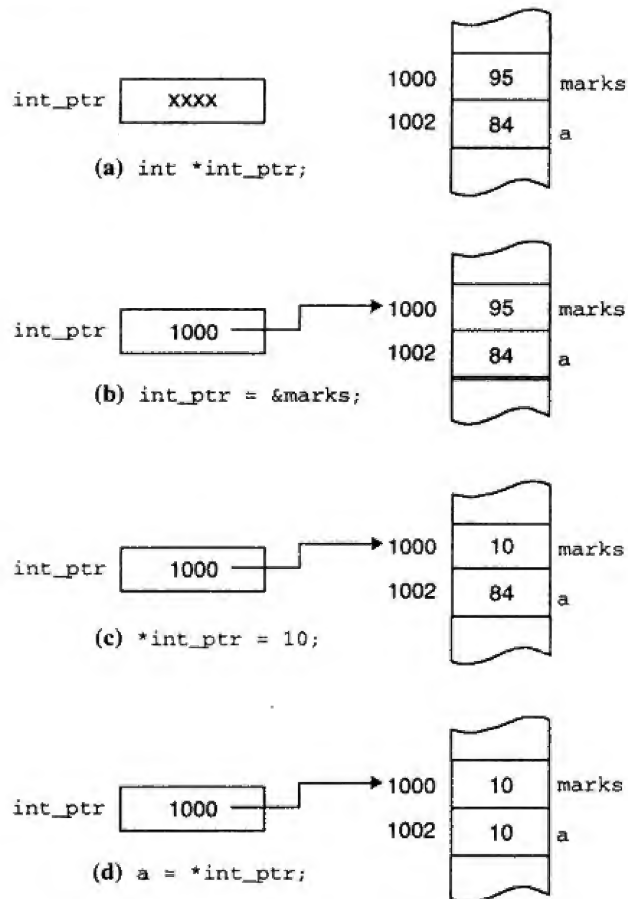 1000 95 marks
int_ptr XXXX
1002 84 a
(a) int *int_ptr;
1000 95 marks
int_ptr 1000
1002 84 a
(b) int_ptr = &marks;
1000 10 marks
int_ptr 1000
1002 84 a
(c) *int_ptr = 10;
1000 10 marks
int_ptr 1000
1002 10 a
(d) a = *int_ptr;